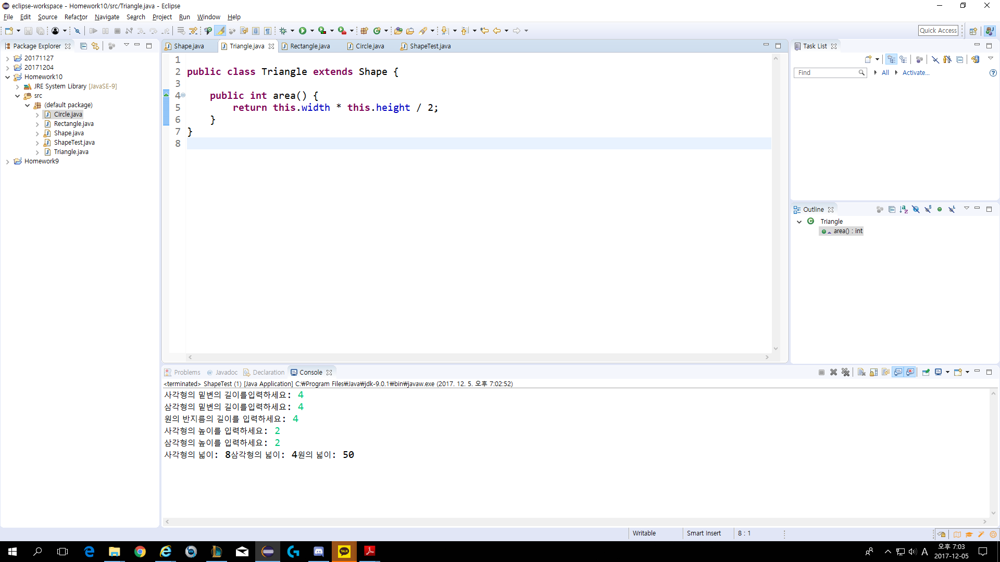 eclipse-workspace - Homework10/src/Triangle.java - Eclipse
File Edit Source Refactor Navigate Search Project Run Window Help
Quick Access
Package Explorer
20171127
20171204
Homework10
JRE System Library [JavaSE-9]
src
(default package)
Circle.java
Rectangle.java
Shape.java
ShapeTest.java
Triangle.java
Homework9
Shape.java Triangle.java Rectangle.java Circle.java ShapeTest.java
1
2 public class Triangle extends Shape {
3
4 public int area() {
5 return this.width * this.height / 2;
6 }
7 }
8
Task List
Find All Activate...
Outline
Triangle
area() : int
Problems @ Javadoc Declaration Console
<terminated> ShapeTest (1) [Java Application] C:₩Program Files₩Java₩jdk-9.0.1₩bin₩javaw.exe (2017. 12. 5. 오후 7:02:52)
사각형의 밑변의 길이를입력하세요: 4
삼각형의 밑변의 길이를입력하세요: 4
원의 반지름의 길이를 입력하세요: 4
사각형의 높이를 입력하세요: 2
삼각형의 높이를 입력하세요: 2
사각형의 넓이: 8삼각형의 넓이: 4원의 넓이: 50
Writable Smart Insert 8 : 1
TALK
A
오후 7:03
2017-12-05